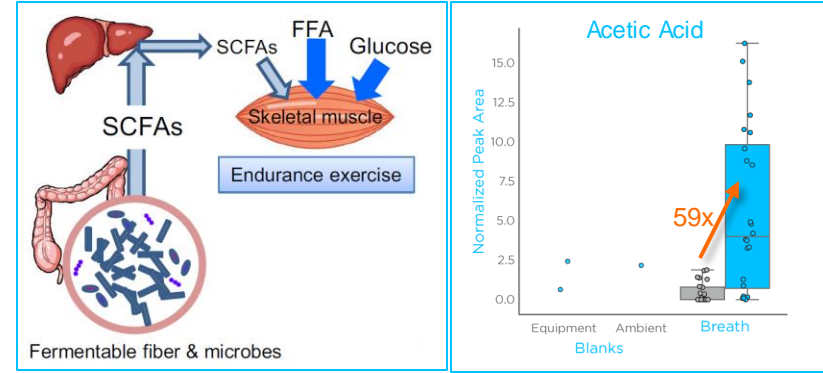 FFA
SCFAs
Glucose
SCFAs
Skeletal muscle
Endurance exercise
Fermentable fiber & microbes
Acetic Acid
Normalized Peak Area
15.0
12.5
10.0
7.5
5.0
2.5
0.0
59x
Equipment Ambient Breath
Blanks